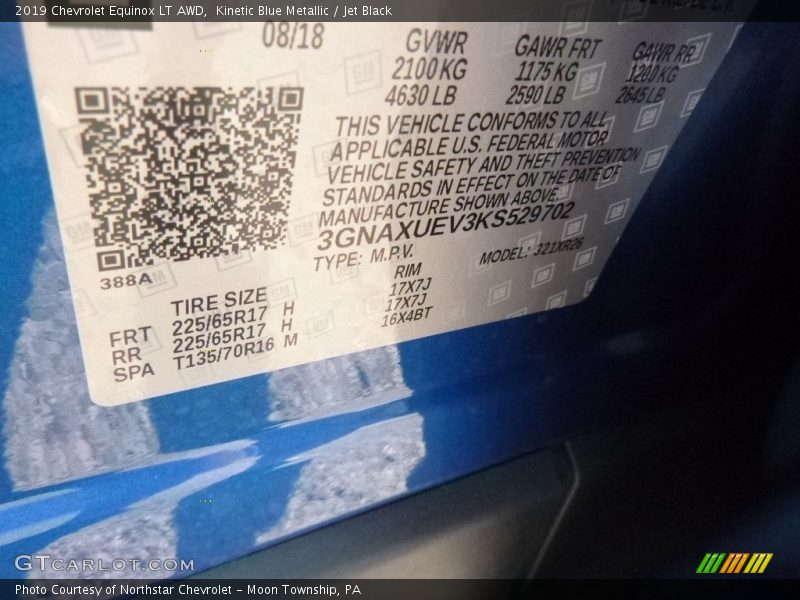 2019 Chevrolet Equinox LT AWD, Kinetic Blue Metallic / Jet Black
08/18 GVWR GAWR FRT GAWR RR
2100 KG 1175 KG 1200 KG
4630 LB 2590 LB 2645 LB
THIS VEHICLE CONFORMS TO ALL
APPLICABLE U.S. FEDERAL MOTOR
VEHICLE SAFETY AND THEFT PREVENTION
STANDARDS IN EFFECT ON THE DATE OF
MANUFACTURE SHOWN ABOVE.
3GNAXUEV3KS529702
TYPE: M.P.V. MODEL: 321XR26
388A
TIRE SIZE RIM
FRT 225/65R17 H 17X7J
RR 225/65R17 H 17X7J
SPA T135/70R16 M 16X4BT
GTCARLOT.COM
Photo Courtesy of Northstar Chevrolet - Moon Township, PA